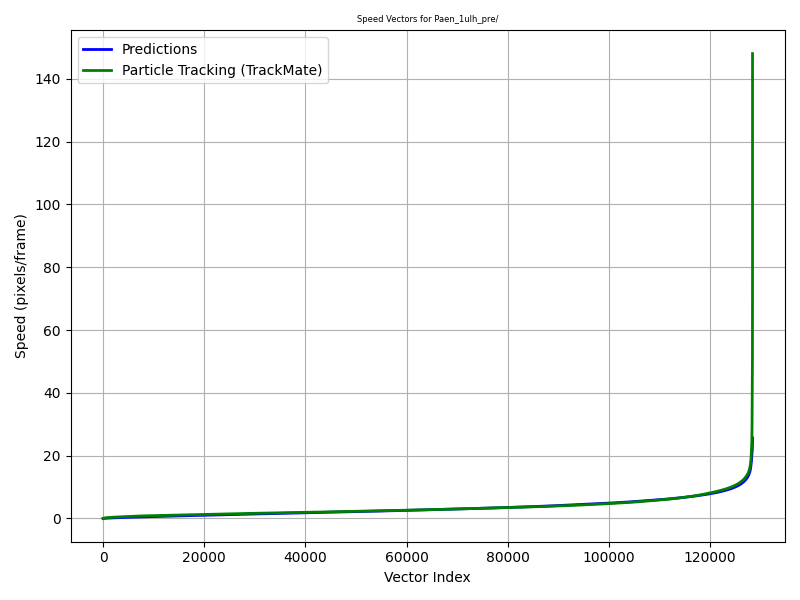 Speed Vectors for Paen_1ulh_pre/
Predictions
Particle Tracking (TrackMate)
Speed (pixels/frame)
140
120
100
80
60
40
20
0
0 20000 40000 60000 80000 100000 120000
Vector Index